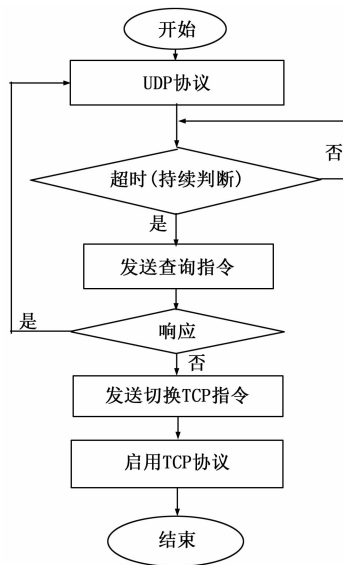 开始
UDP协议
否
超时(持续判断)
是
发送查询指令
是
响应
否
发送切换TCP指令
启用TCP协议
结束